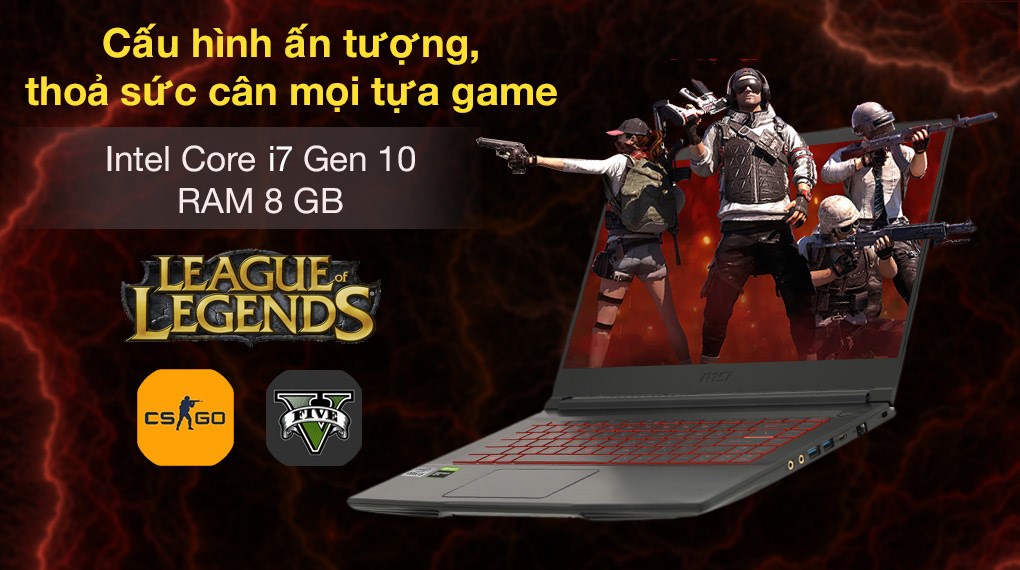 Cấu hình ấn tượng,
thoả sức cân mọi tựa game
Intel Core i7 Gen 10
RAM 8 GB
LEAGUE of
LEGENDS
CS GO
FIVE
V
msi